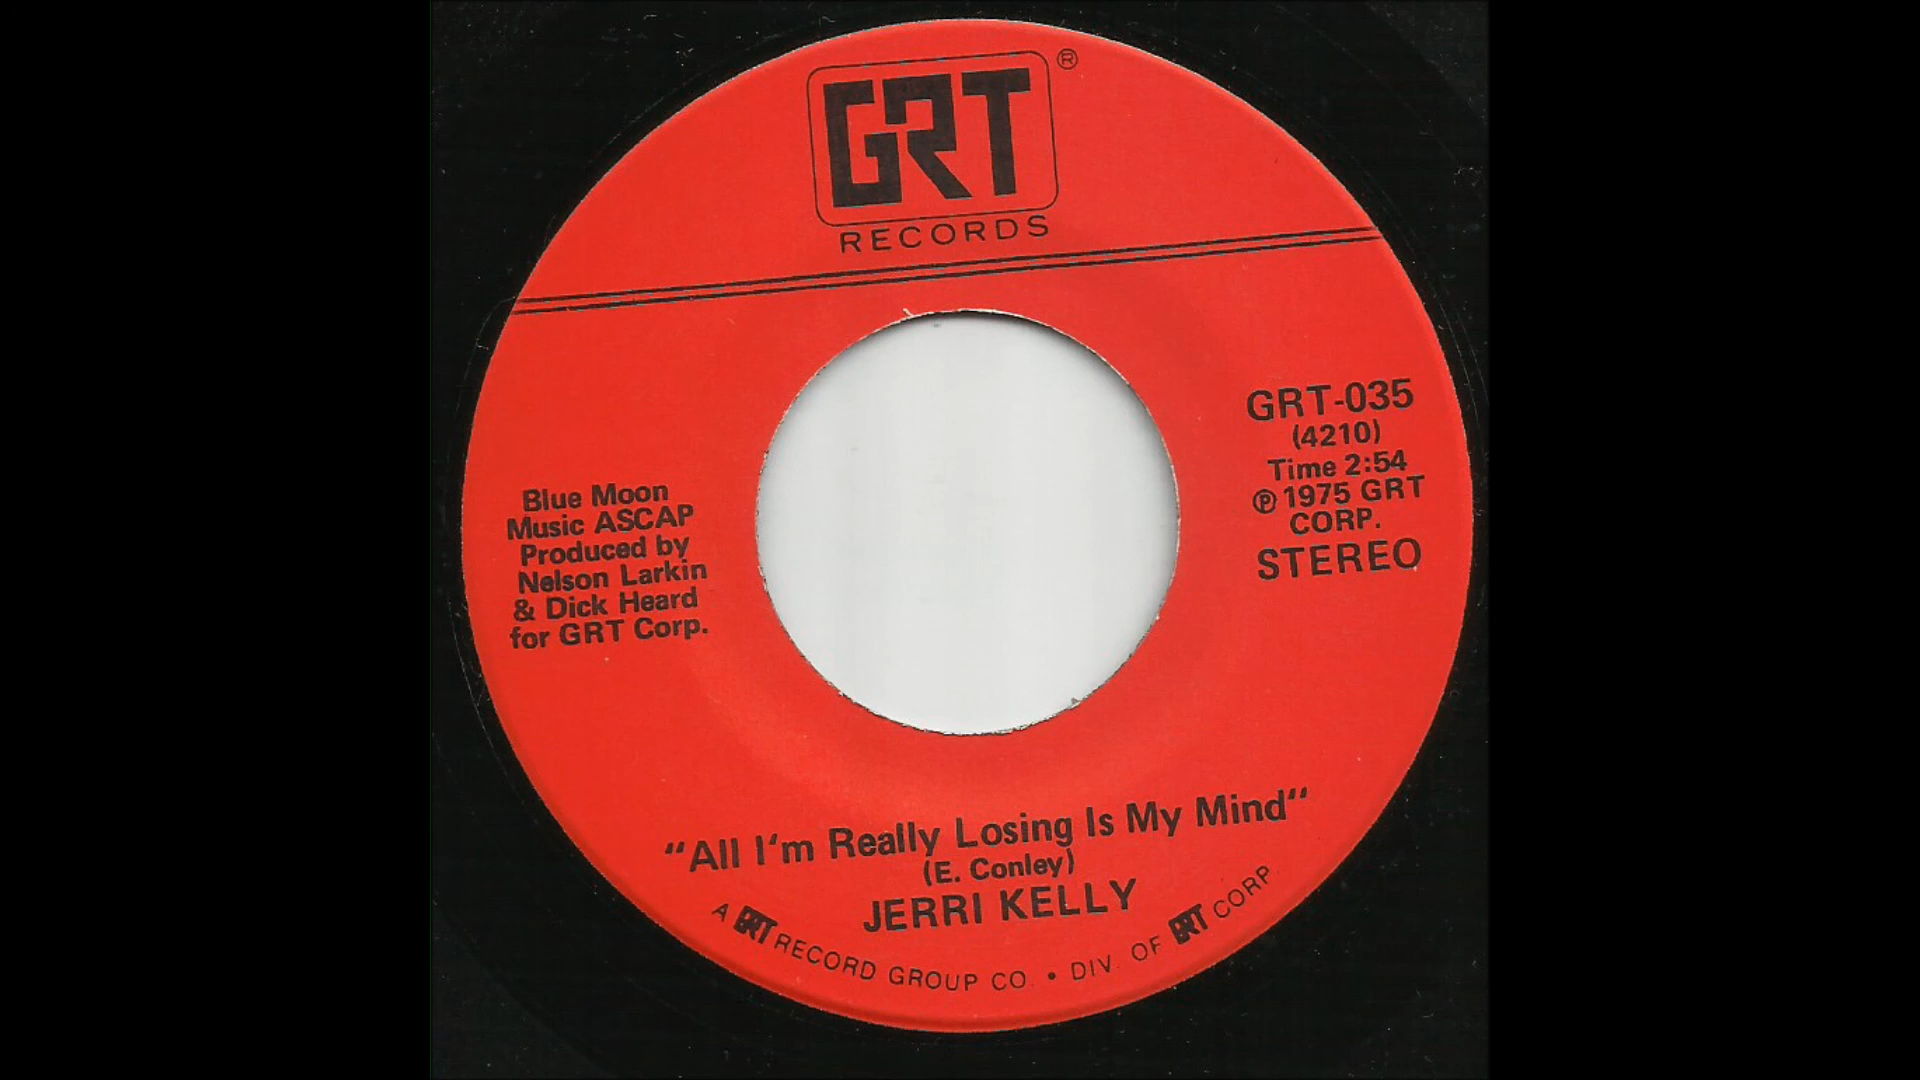 GRT ®
RECORDS
GRT-035
(4210)
Time 2:54
℗ 1975 GRT
CORP.
STEREO
Blue Moon
Music ASCAP
Produced by
Nelson Larkin
& Dick Heard
for GRT Corp.
"All I'm Really Losing Is My Mind"
(E. Conley)
JERRI KELLY
A GRT RECORD GROUP CO. • DIV. OF GRT CORP.